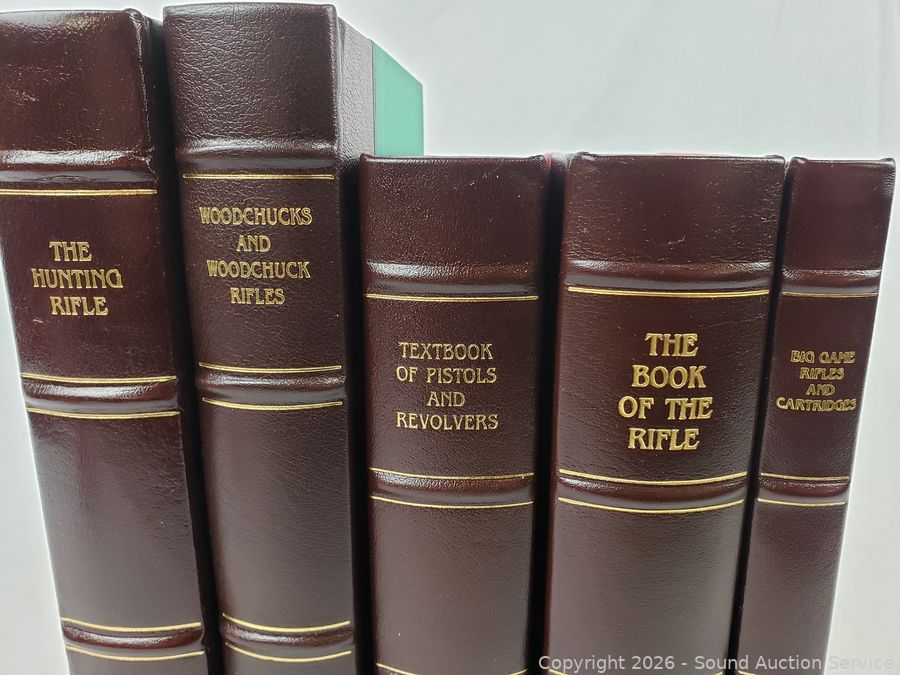 THE
HUNTING
RIFLE
WOODCHUCKS
AND
WOODCHUCK
RIFLES
TEXTBOOK
OF PISTOLS
AND
REVOLVERS
THE
BOOK
OF THE
RIFLE
BIG GAME
RIFLES
AND
CARTRIDGES
Copyright 2026 - Sound Auction Service